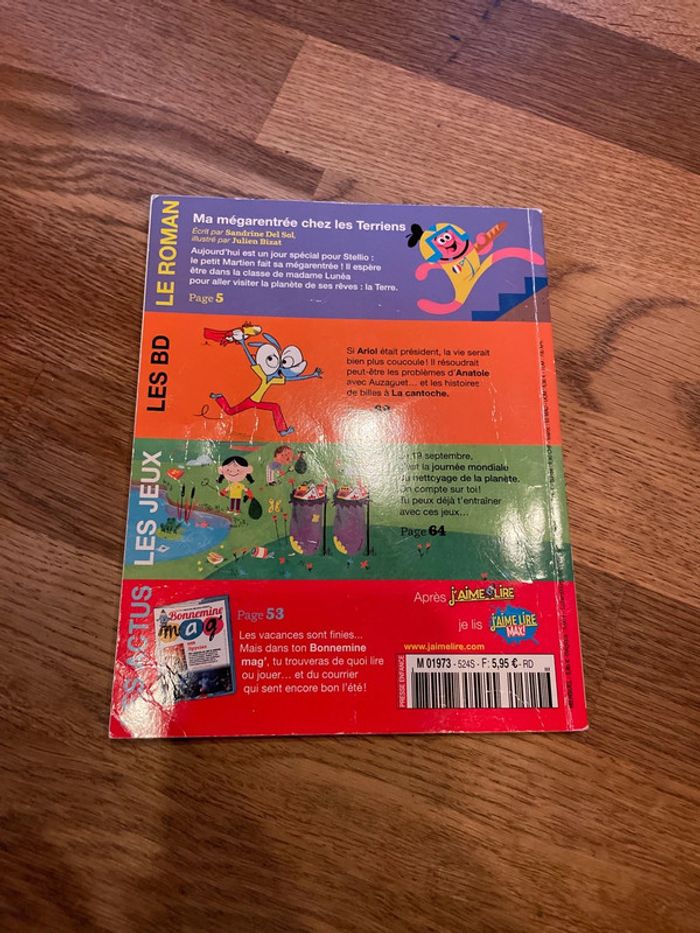 LE ROMAN
Ma mégarentrée chez les Terriens
Écrit par Sandrine Del Sol,
illustré par Julien Bizat
Aujourd'hui est un jour spécial pour Stellio :
le petit Martien fait sa mégarentrée ! Il espère
être dans la classe de madame Lunéa
pour aller visiter la planète de ses rêves : la Terre.
Page 5
LES BD
Si Ariol était président, la vie serait
bien plus coucoule ! Il résoudrait
peut-être les problèmes d'Anatole
avec Auzaguet... et les histoires
de billes à La cantoche.
LES JEUX
19 septembre,
la journée mondiale
nettoyage de la planète.
On compte sur toi !
Tu peux déjà t'entraîner
avec ces jeux...
Page 64
ACTUS
Bonnemine
mag
Page 53
Les vacances sont finies...
Mais dans ton Bonnemine
mag', tu trouveras de quoi lire
ou jouer... et du courrier
qui sent encore bon l'été !
Après J'AIME LIRE
je lis J'AIME LIRE
MAX!
www.jaimelire.com
PRESSE ENFANCE
M 01973 - 524S - F: 5,95 € - RD